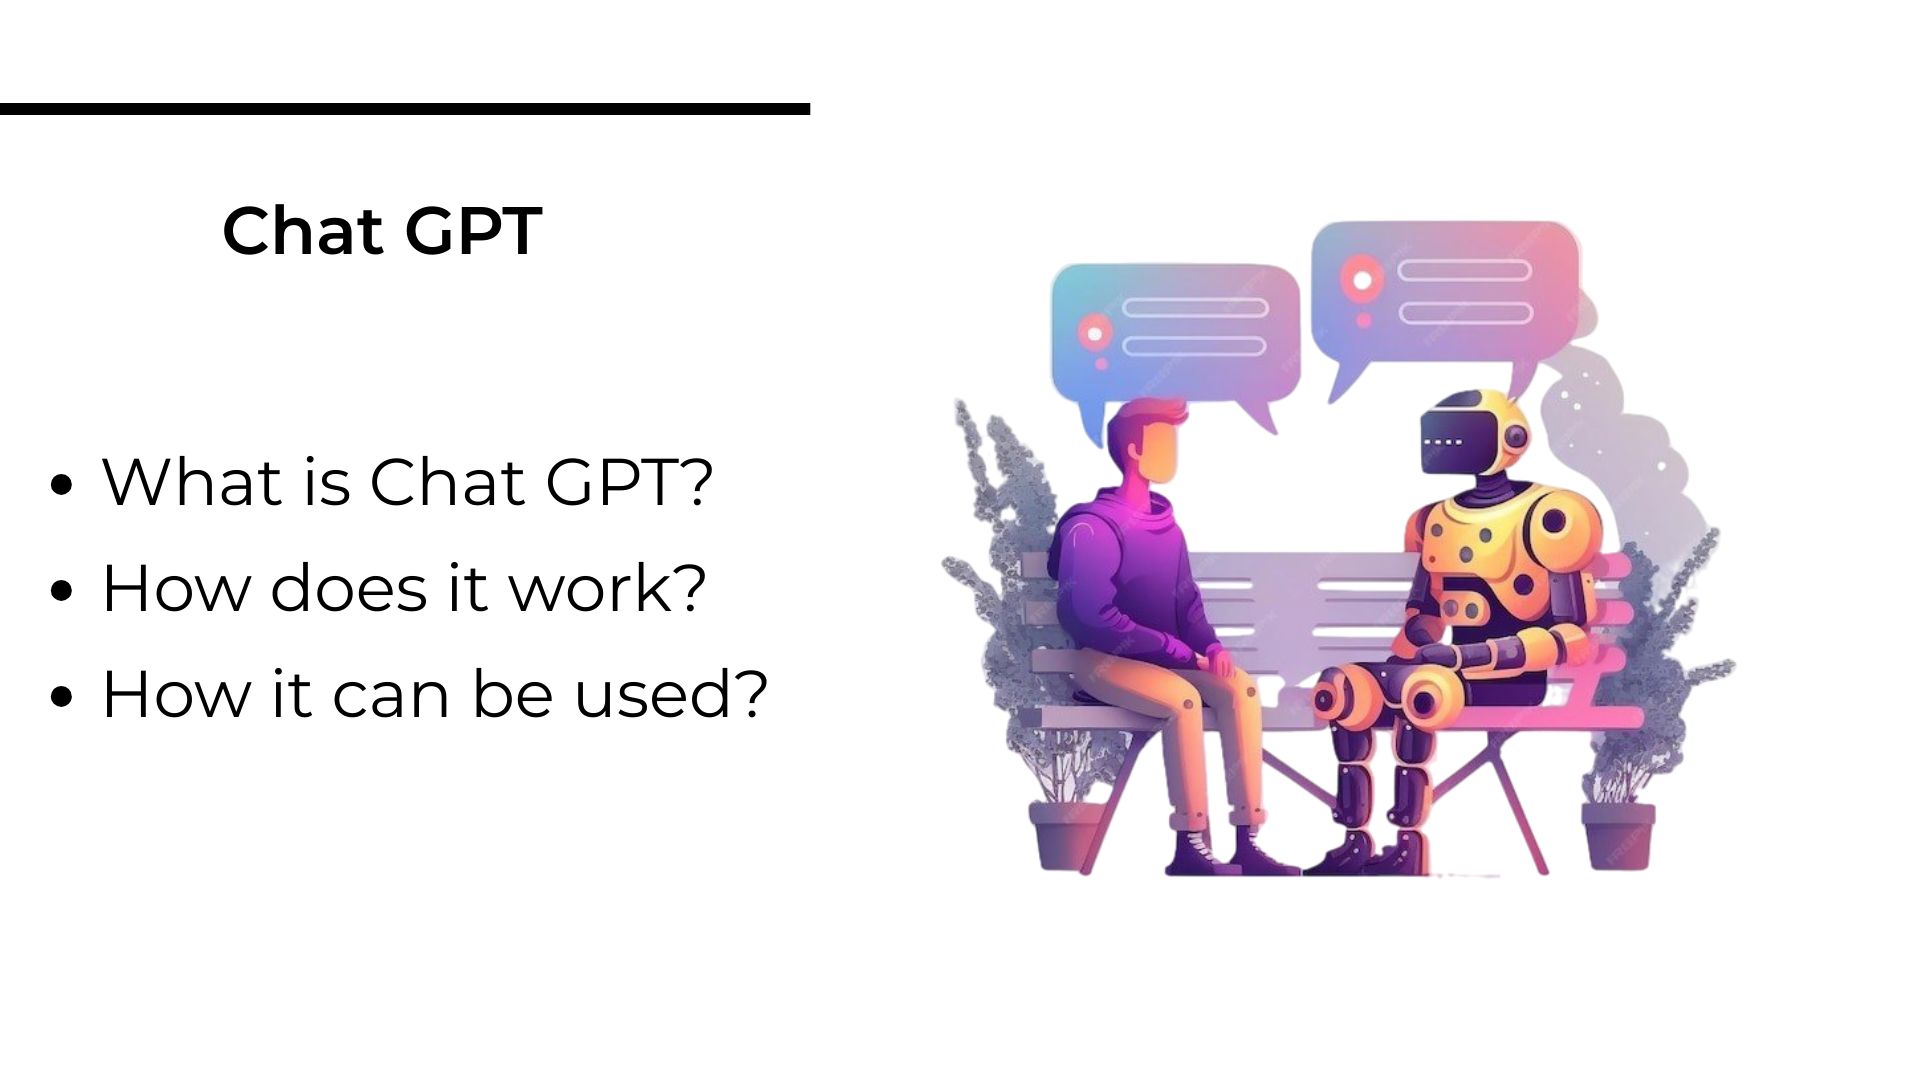 Chat GPT
• What is Chat GPT?
• How does it work?
• How it can be used?